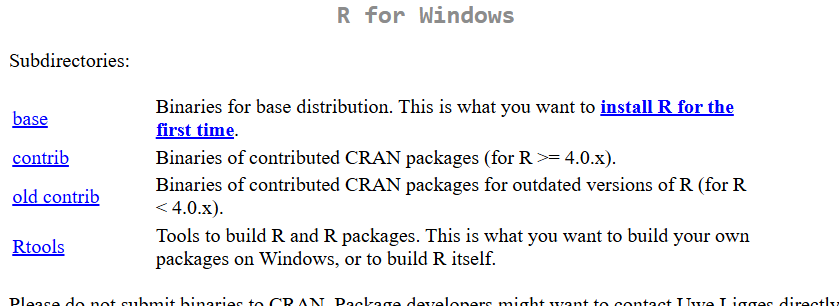 R for Windows
Subdirectories:
base
Binaries for base distribution. This is what you want to install R for the
first time.
contrib
Binaries of contributed CRAN packages (for R >= 4.0.x).
old contrib
Binaries of contributed CRAN packages for outdated versions of R (for R
< 4.0.x).
Rtools
Tools to build R and R packages. This is what you want to build your own
packages on Windows, or to build R itself.
Please do not submit binaries to CRAN. Package developers might want to contact Uwe Ligges directly